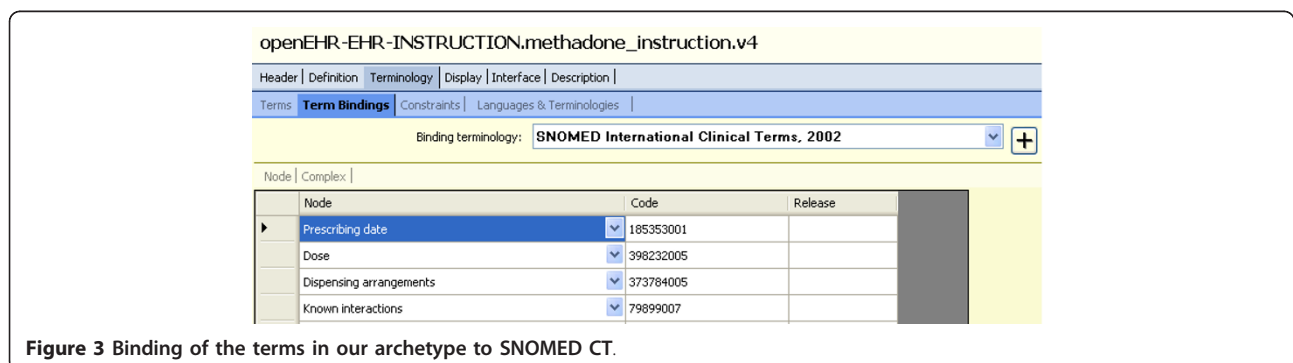 openEHR-EHR-INSTRUCTION.methadone_instruction.v4
Header | Definition Terminology Display | Interface | Description |
Terms Term Bindings Constraints | Languages & Terminologies |
Binding terminology: SNOMED International Clinical Terms, 2002 +
Node | Complex |
Node Code Release
Prescribing date 185353001
Dose 398232005
Dispensing arrangements 373784005
Known interactions 79899007
Figure 3 Binding of the terms in our archetype to SNOMED CT.